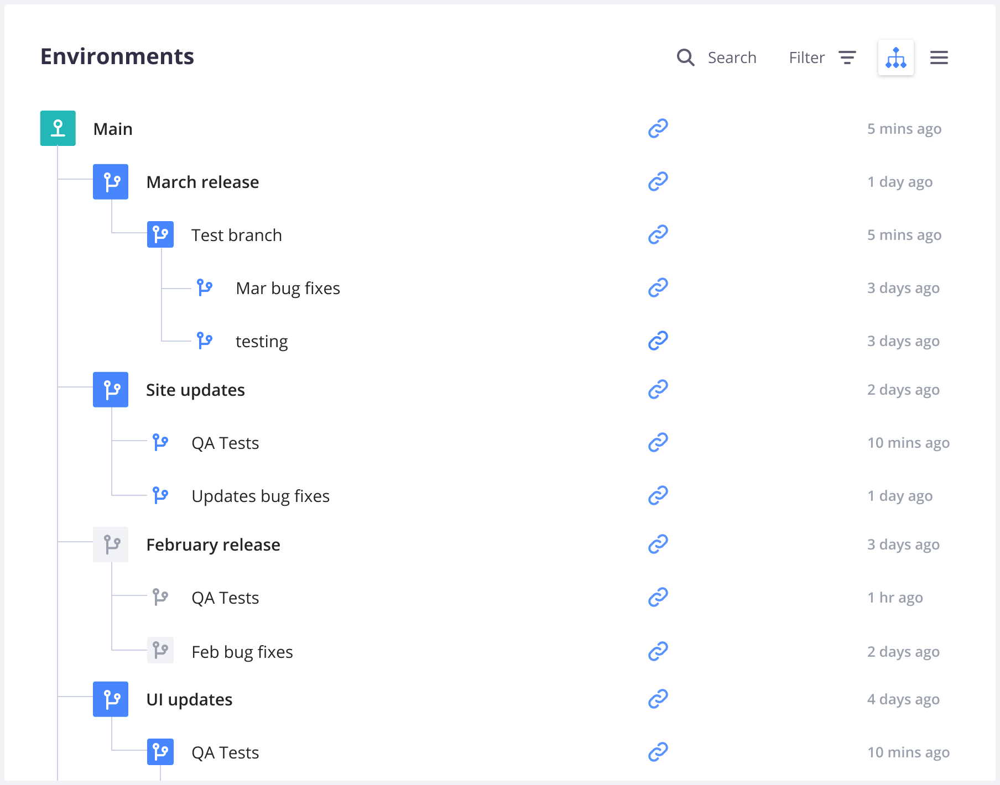 Environments
Search Filter
Main 5 mins ago
March release 1 day ago
Test branch 5 mins ago
Mar bug fixes 3 days ago
testing 3 days ago
Site updates 2 days ago
QA Tests 10 mins ago
Updates bug fixes 1 day ago
February release 3 days ago
QA Tests 1 hr ago
Feb bug fixes 2 days ago
UI updates 4 days ago
QA Tests 10 mins ago